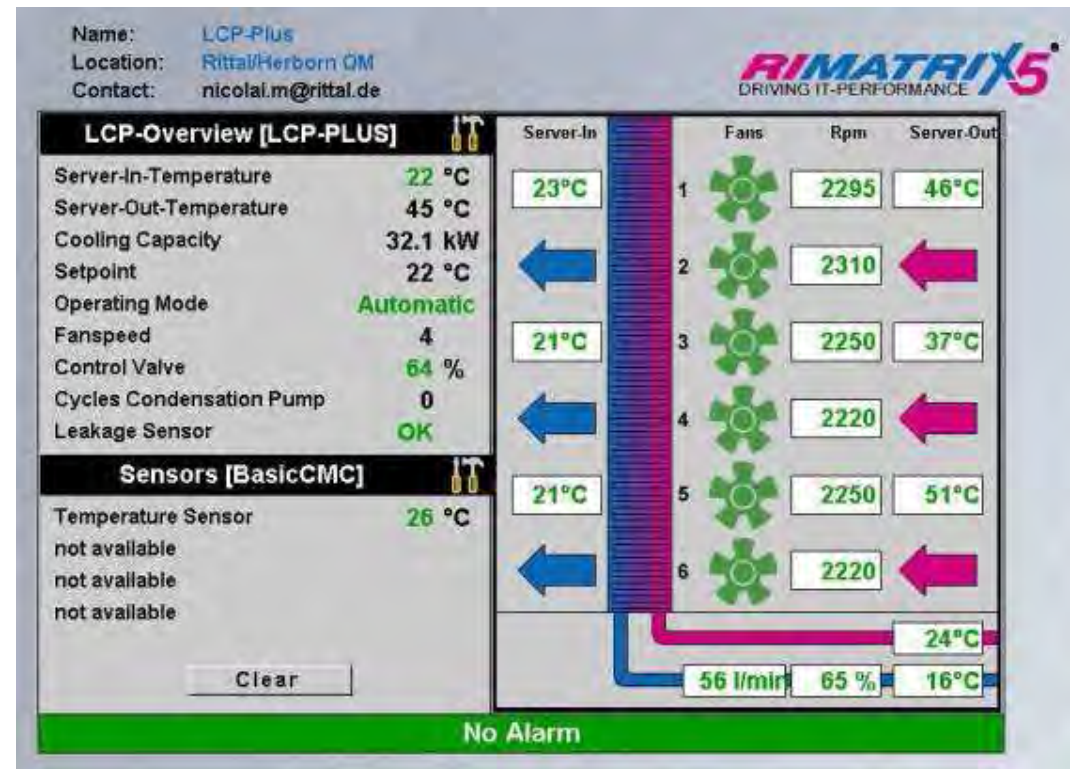 Name: LCP-Plus
Location: Rittal/Herborn QM
Contact: nicolai.m@rittal.de
RIMATRIX5
DRIVING IT-PERFORMANCE
LCP-Overview [LCP-PLUS]
Server-In-Temperature 22 °C
Server-Out-Temperature 45 °C
Cooling Capacity 32.1 kW
Setpoint 22 °C
Operating Mode Automatic
Fanspeed 4
Control Valve 64 %
Cycles Condensation Pump 0
Leakage Sensor OK
Sensors [BasicCMC]
Temperature Sensor 26 °C
not available
not available
not available
Clear
Server-In Fans Rpm Server-Out
23°C 1 2295 46°C
2 2310
21°C 3 2250 37°C
4 2220
21°C 5 2250 51°C
6 2220
24°C
56 l/min 65 % 16°C
No Alarm